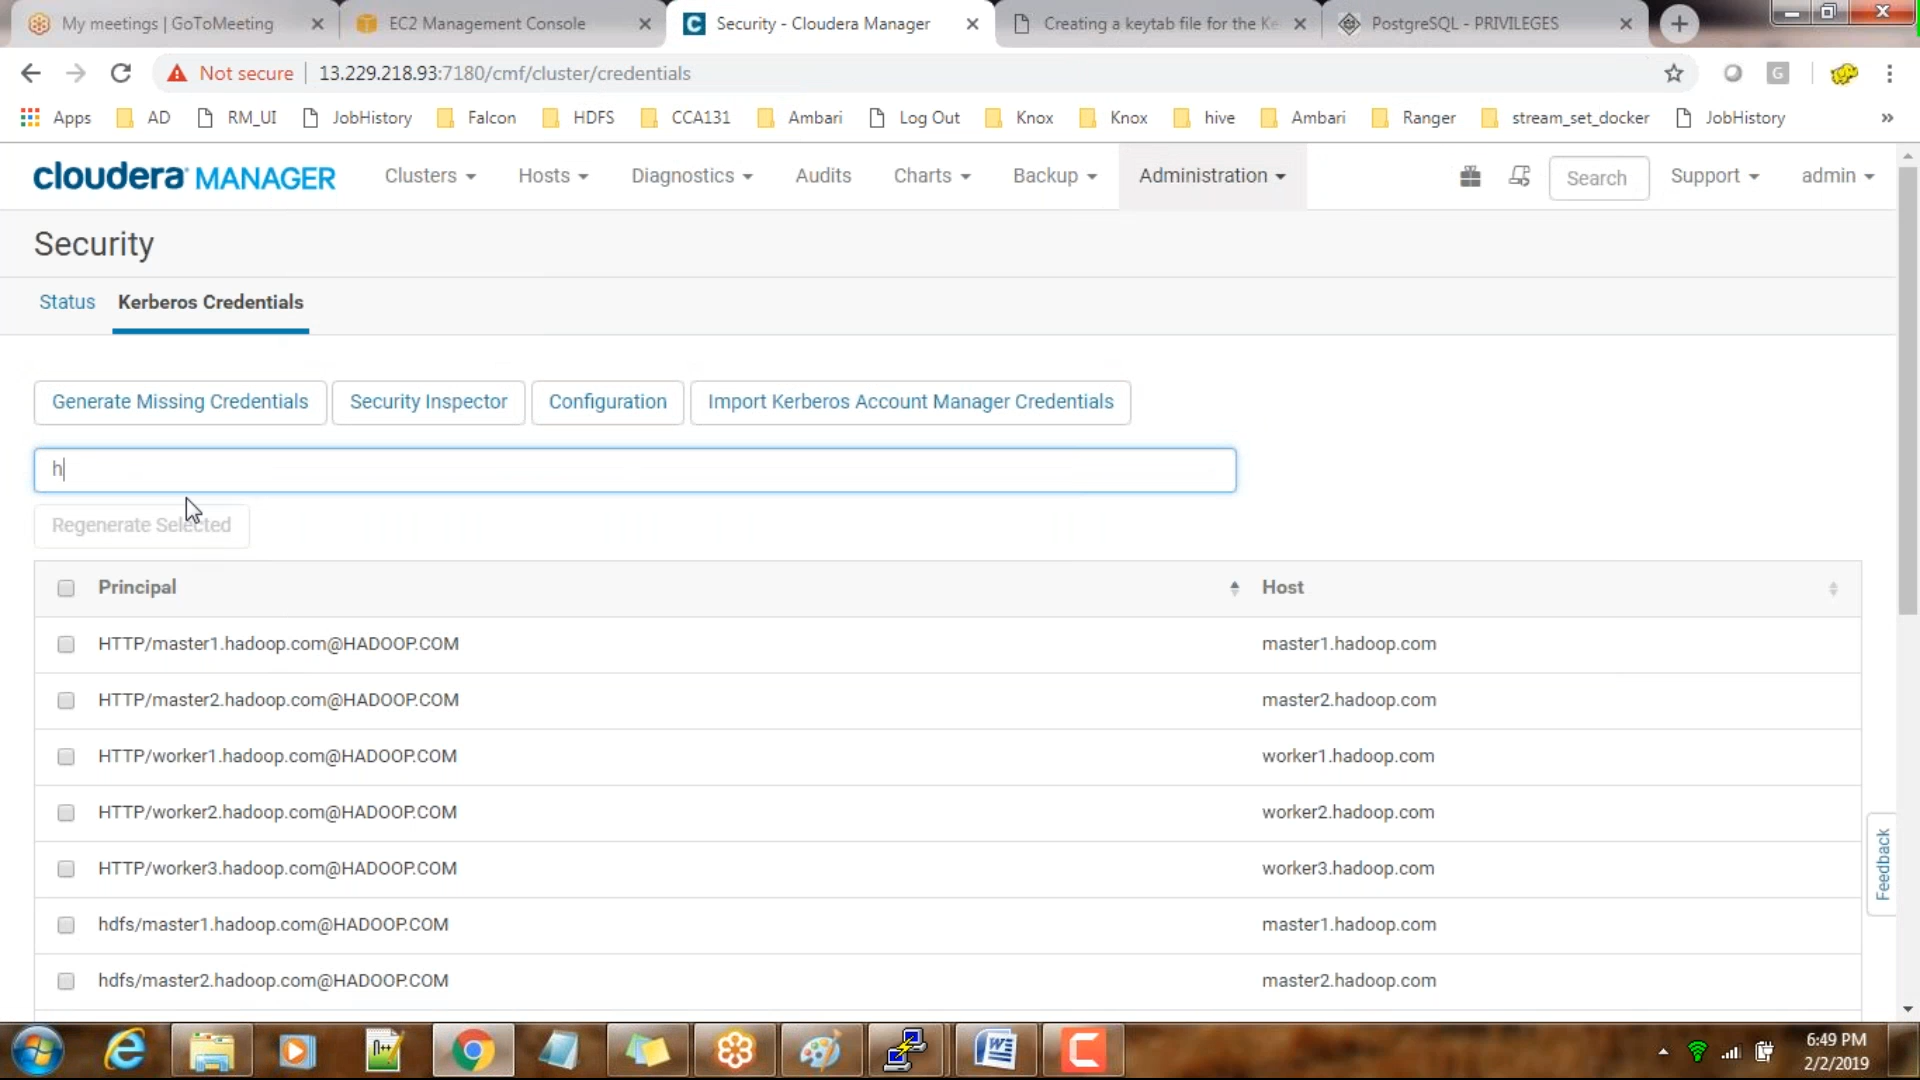 My meetings | GoToMeeting
EC2 Management Console
Security - Cloudera Manager
Creating a keytab file for the Ke
PostgreSQL - PRIVILEGES
Not secure
13.229.218.93:7180/cmf/cluster/credentials
G
Apps
AD
RM_UI
JobHistory
Falcon
HDFS
CCA131
Ambari
Log Out
Knox
Knox
hive
Ambari
Ranger
stream_set_docker
JobHistory
»
cloudera MANAGER
Clusters
Hosts
Diagnostics
Audits
Charts
Backup
Administration
Search
Support
admin
Security
Status
Kerberos Credentials
Generate Missing Credentials
Security Inspector
Configuration
Import Kerberos Account Manager Credentials
h
Regenerate Selected
Principal
Host
HTTP/master1.hadoop.com@HADOOP.COM
master1.hadoop.com
HTTP/master2.hadoop.com@HADOOP.COM
master2.hadoop.com
HTTP/worker1.hadoop.com@HADOOP.COM
worker1.hadoop.com
HTTP/worker2.hadoop.com@HADOOP.COM
worker2.hadoop.com
HTTP/worker3.hadoop.com@HADOOP.COM
worker3.hadoop.com
hdfs/master1.hadoop.com@HADOOP.COM
master1.hadoop.com
hdfs/master2.hadoop.com@HADOOP.COM
master2.hadoop.com
Feedback
6:49 PM
2/2/2019